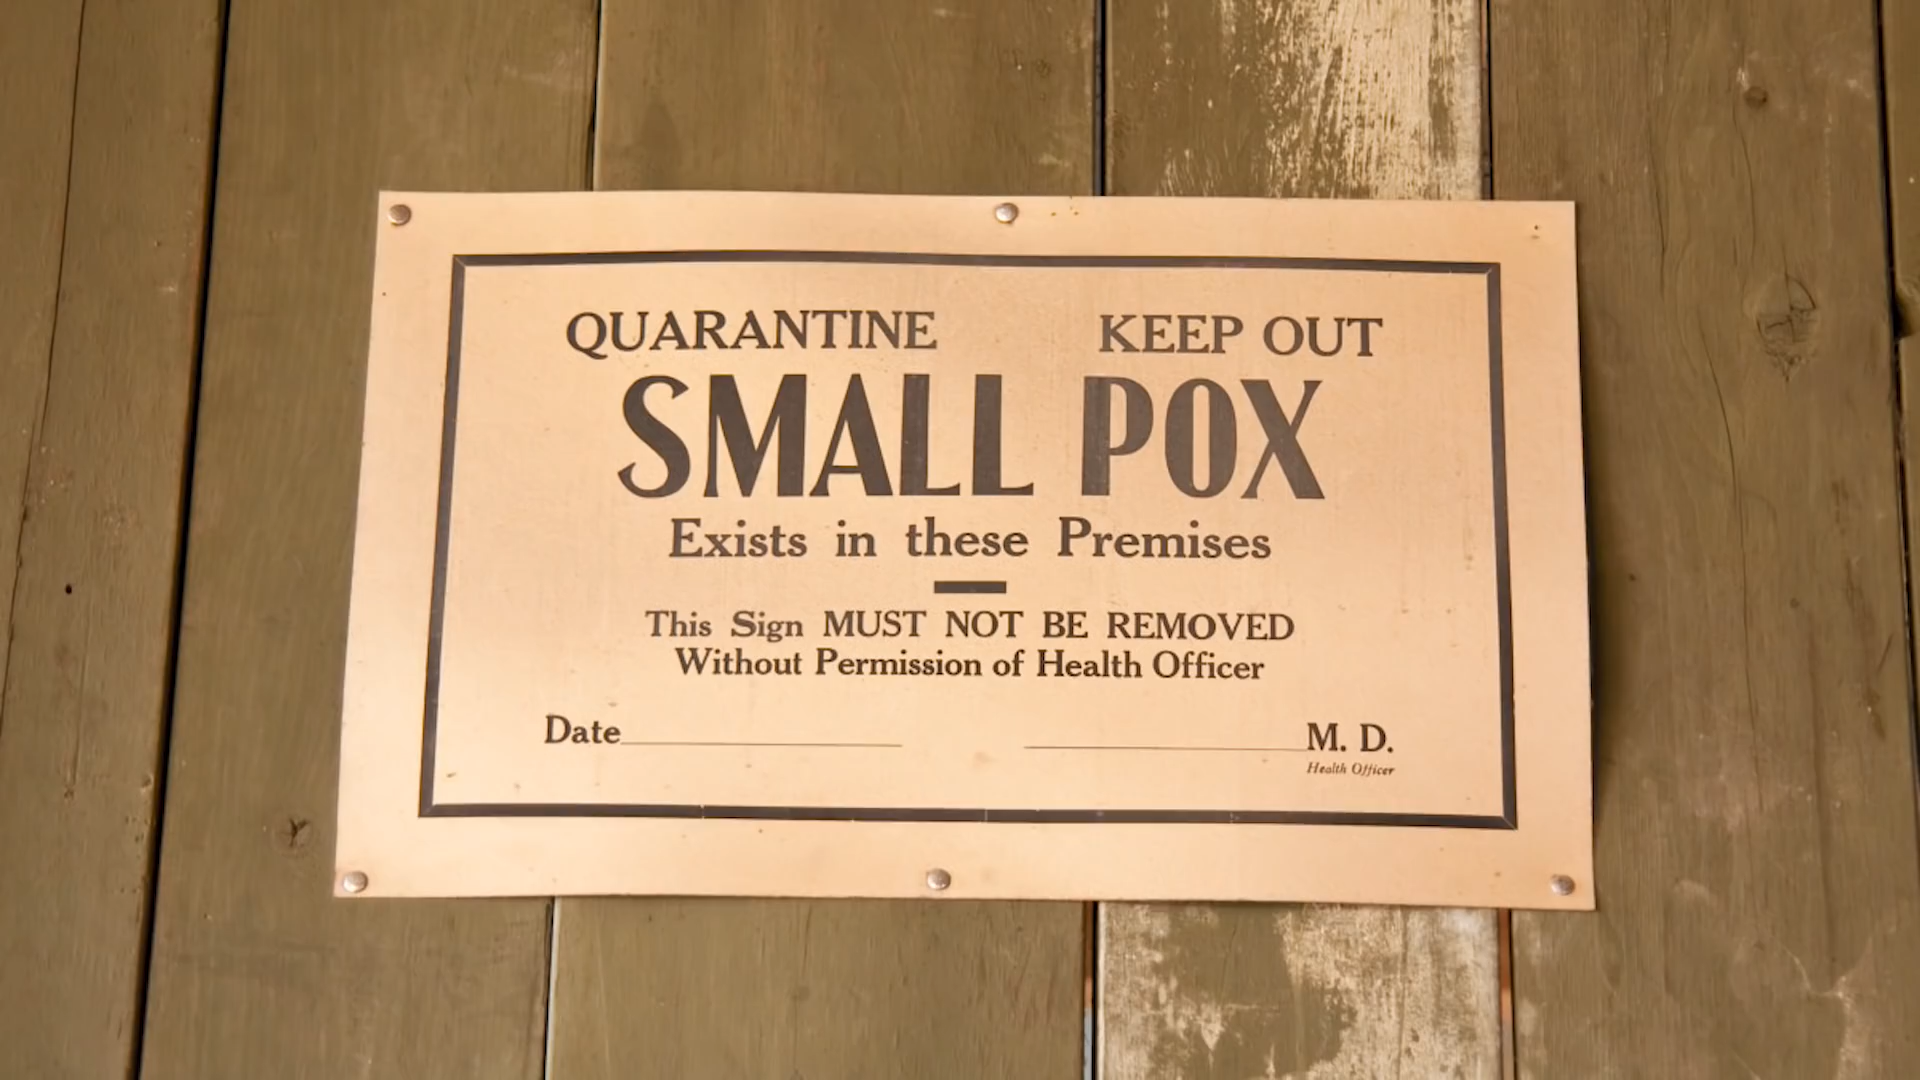 QUARANTINE KEEP OUT
SMALL POX
Exists in these Premises
This Sign MUST NOT BE REMOVED
Without Permission of Health Officer
Date M. D.
Health Officer